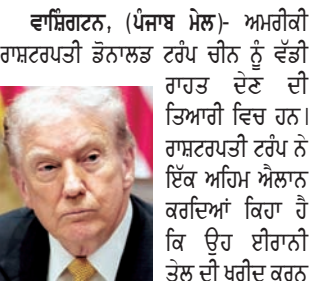 ਵਾਸ਼ਿੰਗਟਨ, (ਪੰਜਾਬ ਮੇਲ)- ਅਮਰੀਕੀ
ਰਾਸ਼ਟਰਪਤੀ ਡੋਨਾਲਡ ਟਰੰਪ ਚੀਨ ਨੂੰ ਵੱਡੀ
ਰਾਹਤ ਦੇਣ ਦੀ
ਤਿਆਰੀ ਵਿਚ ਹਨ।
ਰਾਸ਼ਟਰਪਤੀ ਟਰੰਪ ਨੇ
ਇੱਕ ਅਹਿਮ ਐਲਾਨ
ਕਰਦਿਆਂ ਕਿਹਾ ਹੈ
ਕਿ ਉਹ ਈਰਾਨੀ
ਤੇਲ ਦੀ ਖਰੀਦ ਕਰਨ